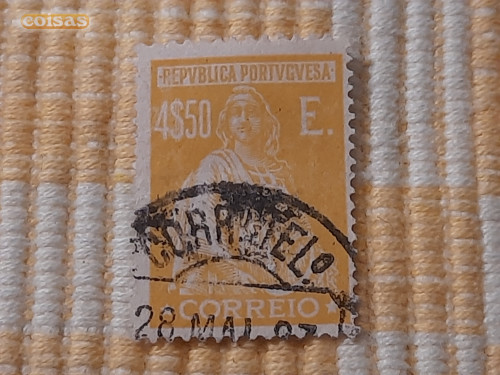 coisas
·REPVBLICA PORTVGVESA·
4$50 E.
CORREIO
28 MAI